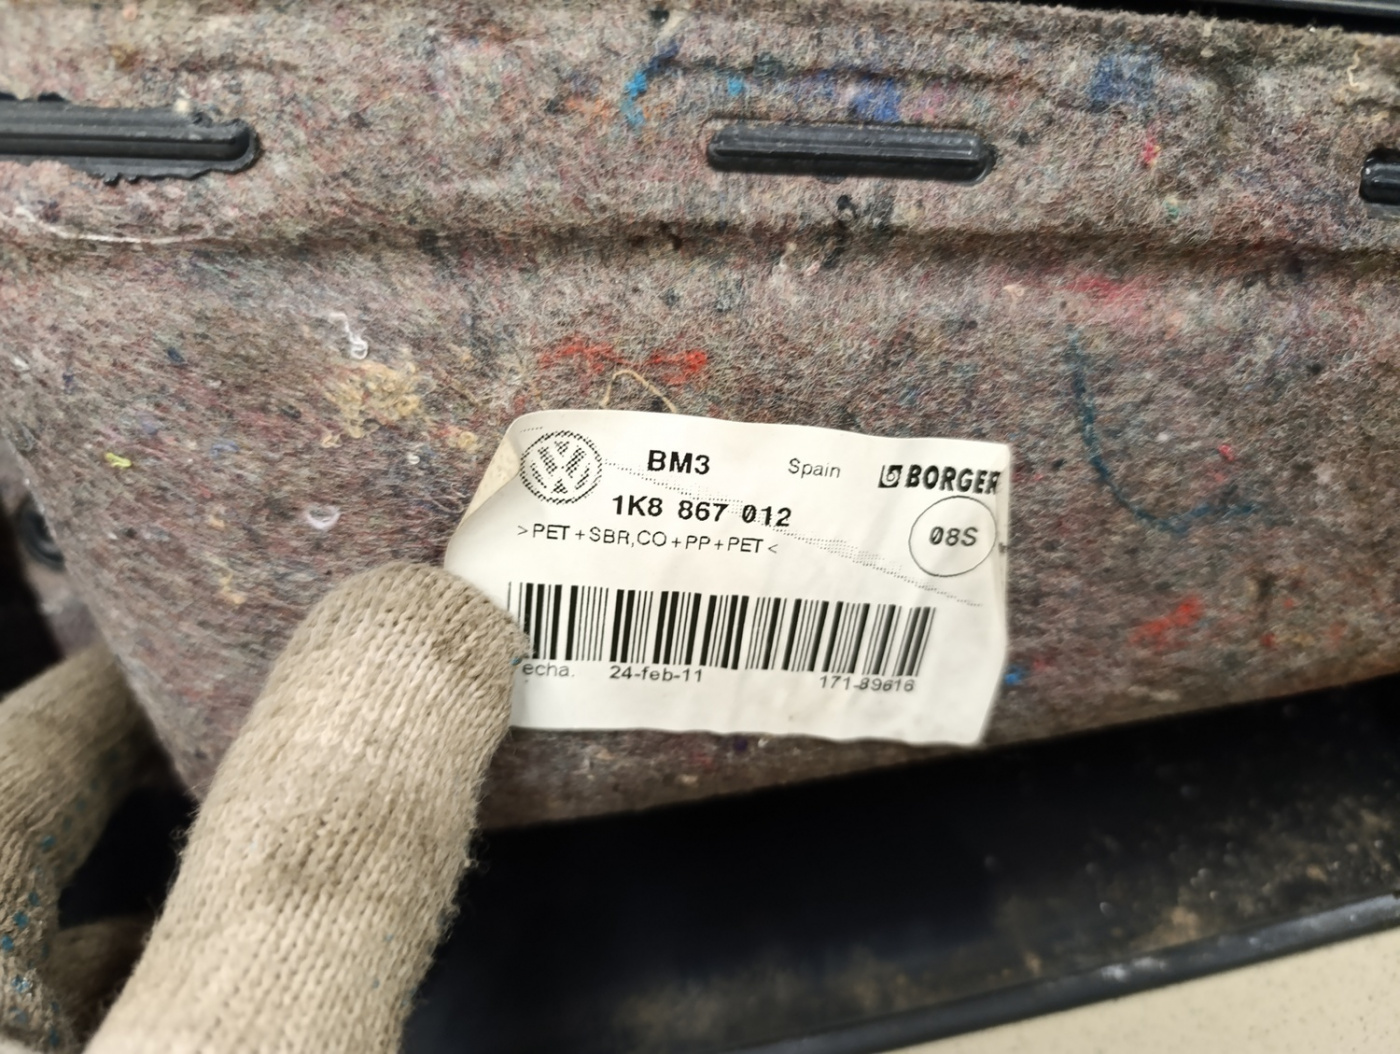 BM3 Spain BORGER
1K8 867 012
>PET+SBR,CO+PP+PET<
08S
echa. 24-feb-11 171-89616